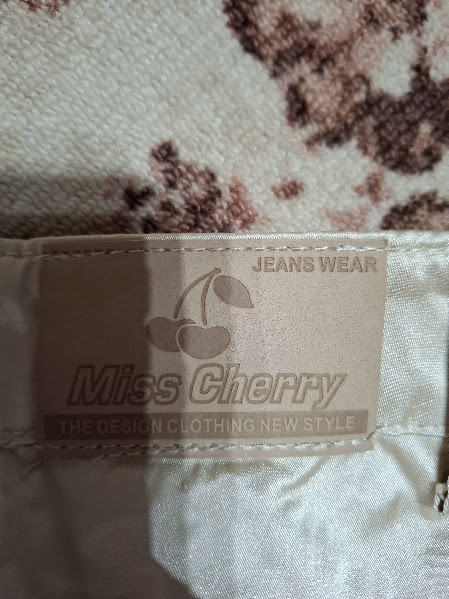 JEANS WEAR
Miss Cherry
THE DESIGN CLOTHING NEW STYLE